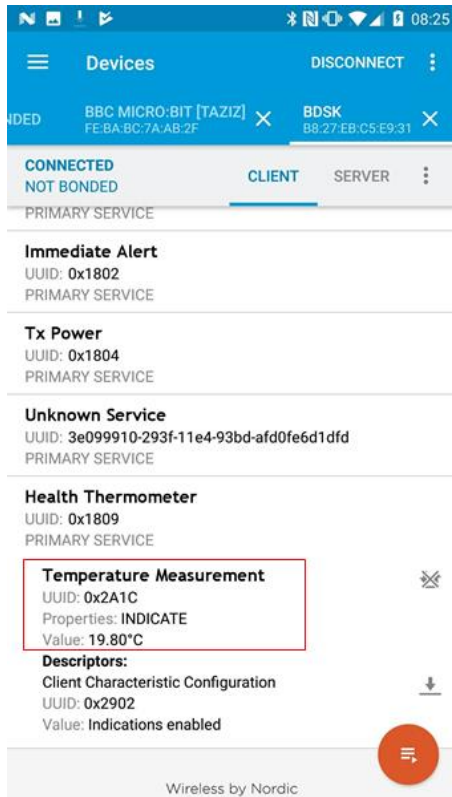 08:25
Devices
DISCONNECT
NDED
BBC MICRO:BIT [TAZIZ]
FE:BA:BC:7A:AB:2F
BDSK
B8:27:EB:C5:E9:31
CONNECTED
NOT BONDED
CLIENT
SERVER
PRIMARY SERVICE
Immediate Alert
UUID: 0x1802
PRIMARY SERVICE
Tx Power
UUID: 0x1804
PRIMARY SERVICE
Unknown Service
UUID: 3e099910-293f-11e4-93bd-afd0fe6d1dfd
PRIMARY SERVICE
Health Thermometer
UUID: 0x1809
PRIMARY SERVICE
Temperature Measurement
UUID: 0x2A1C
Properties: INDICATE
Value: 19.80°C
Descriptors:
Client Characteristic Configuration
UUID: 0x2902
Value: Indications enabled
Wireless by Nordic